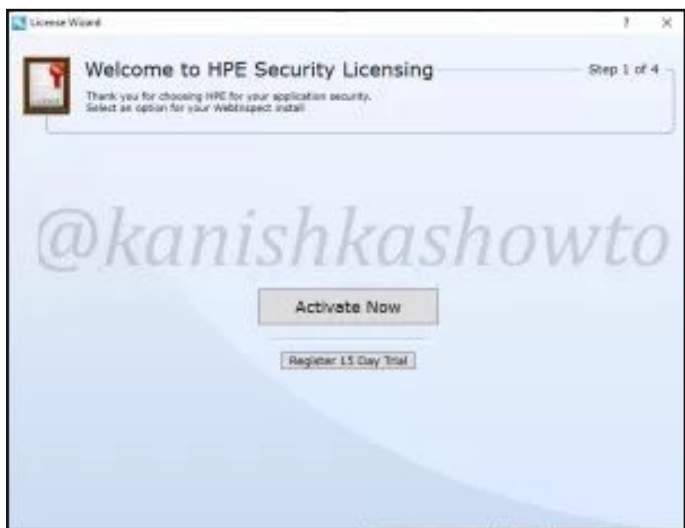 License Wizard
? ×
Welcome to HPE Security Licensing
Step 1 of 4
Thank you for choosing HPE for your application security.
Select an option for your WebInspect install
@kanishkashowto
Activate Now
Register 15 Day Trial